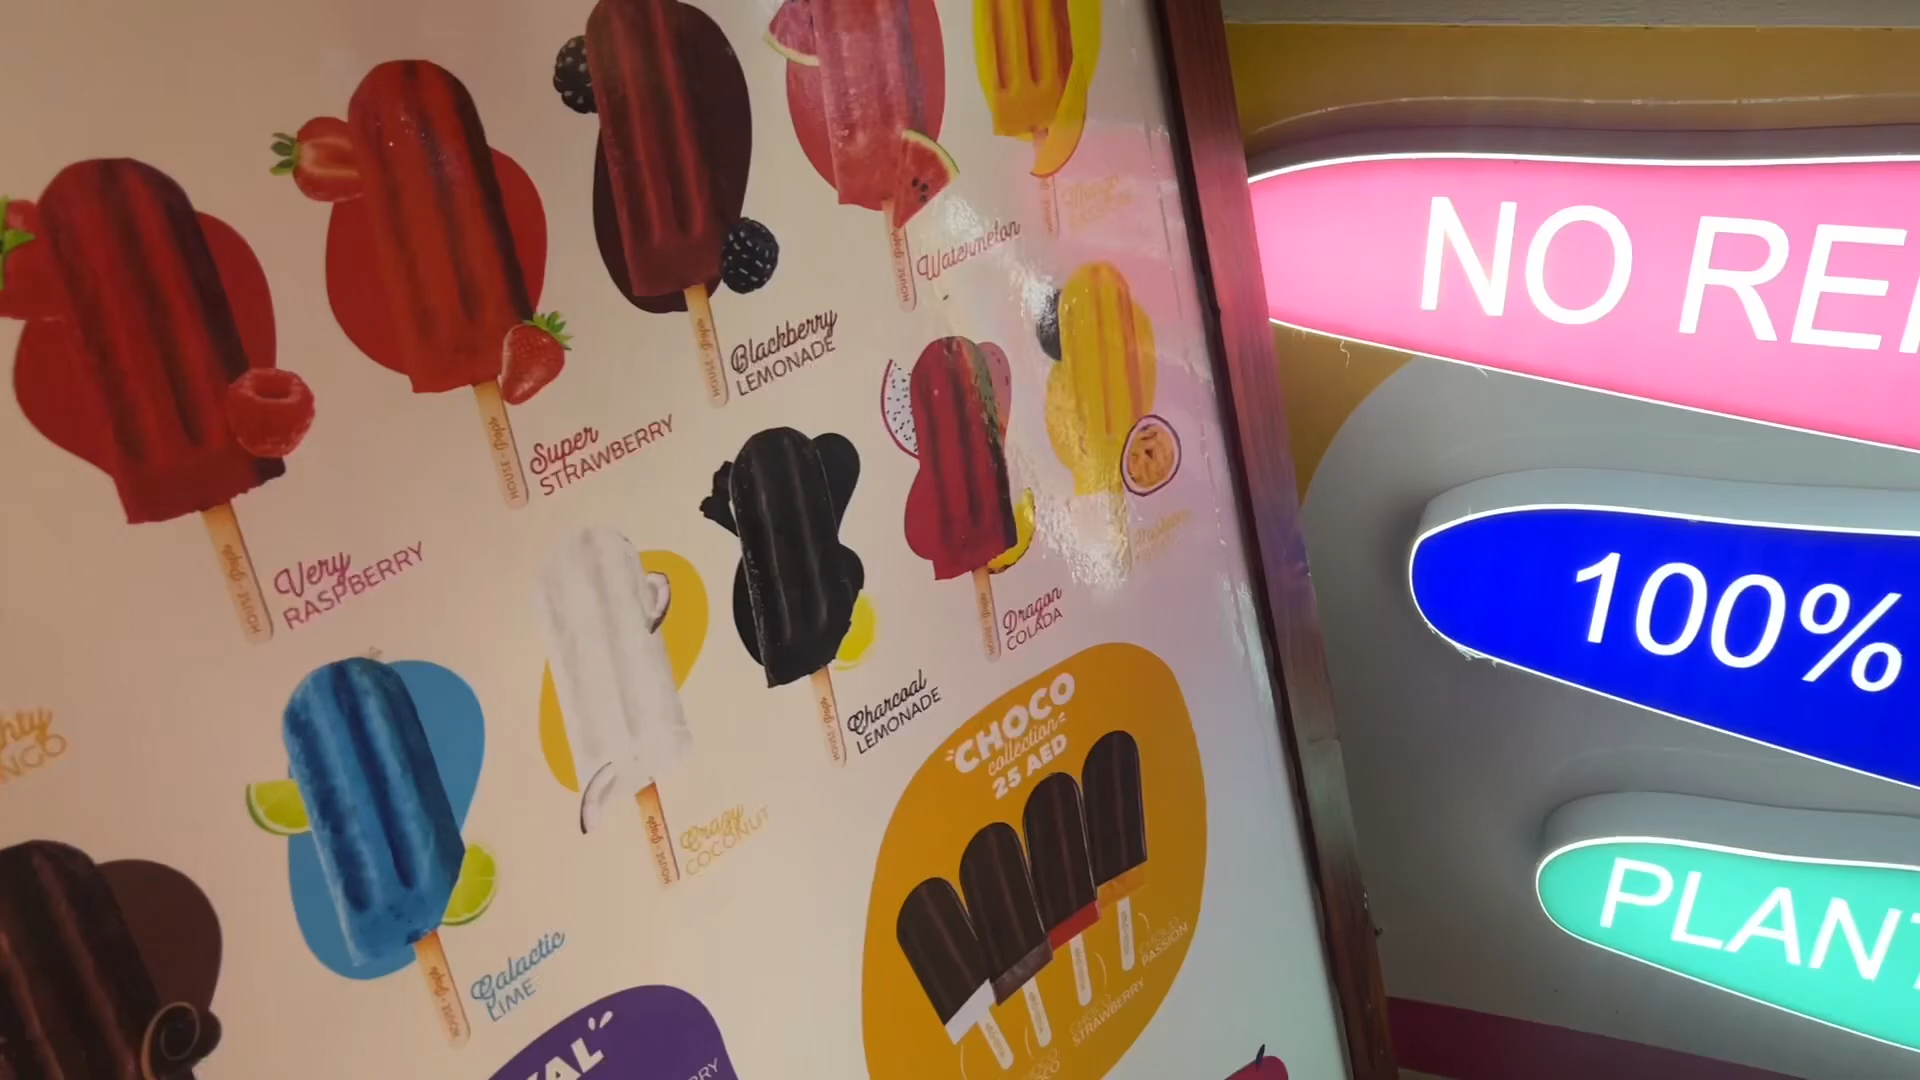 Very
RASPBERRY
Super
STRAWBERRY
Blackberry
LEMONADE
Watermelon
Galactic
LIME
Crazy
COCONUT
Charcoal
LEMONADE
Dragon
COLADA
CHOCO
collection
25 AED
STRAWBERRY
PASSION
NO RE
100%
PLANT